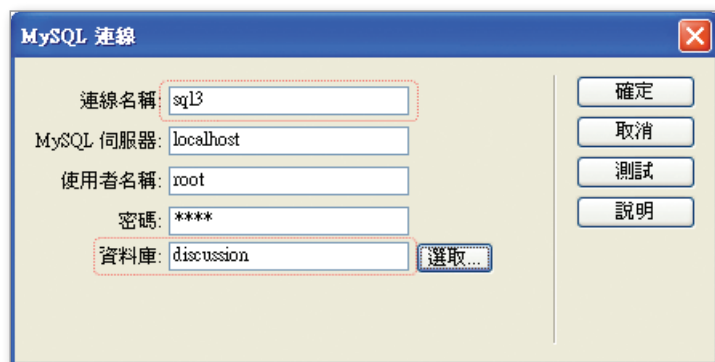 MySQL 連線
連線名稱: sql3
MySQL 伺服器: localhost
使用者名稱: root
密碼: ****
資料庫: discussion
選取...
確定
取消
測試
說明